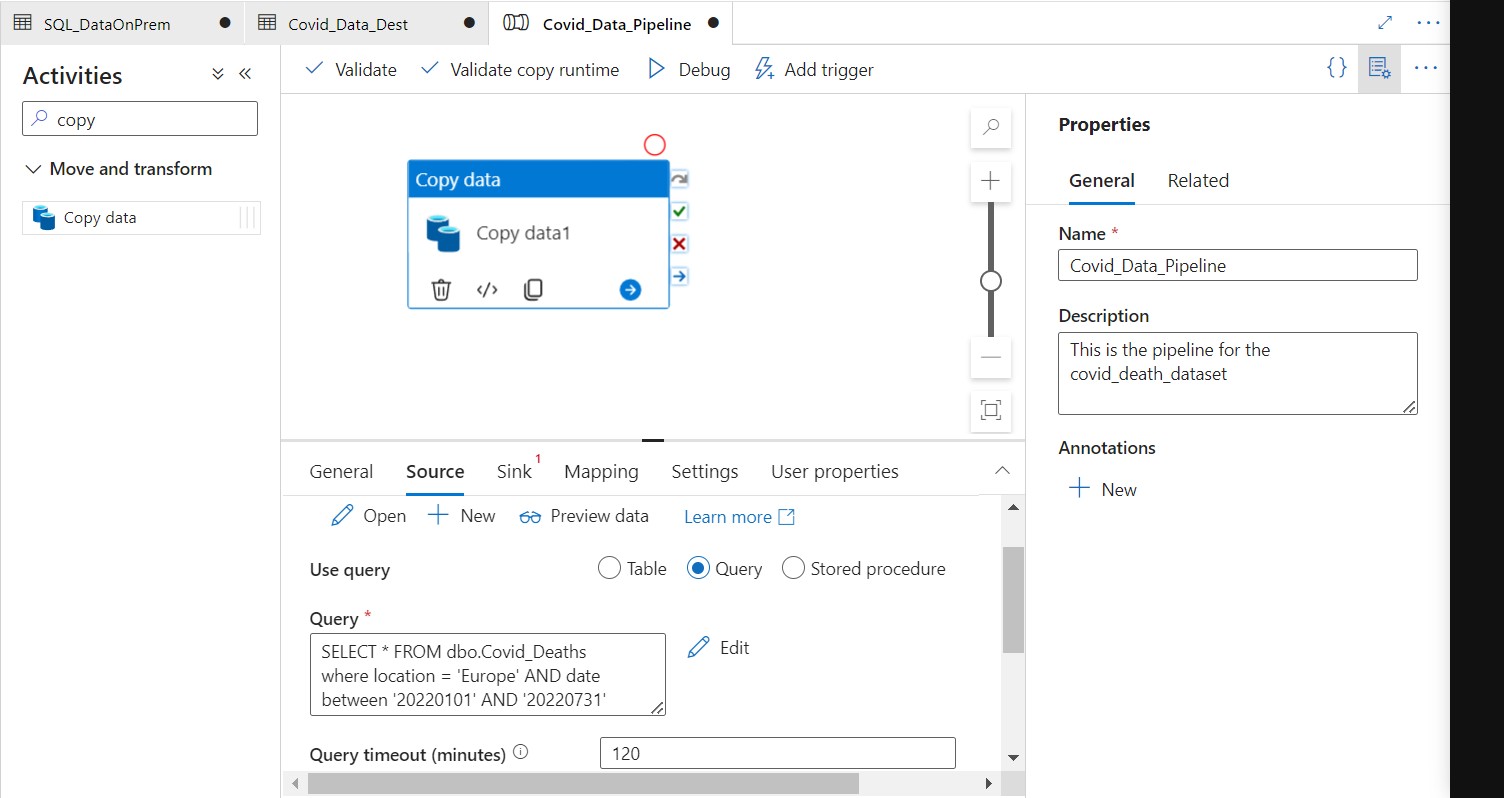 SQL_DataOnPrem
Covid_Data_Dest
Covid_Data_Pipeline
Activities
copy
Move and transform
Copy data
Validate
Validate copy runtime
Debug
Add trigger
Copy data
Copy data1
General
Source
Sink 1
Mapping
Settings
User properties
Open
New
Preview data
Learn more
Use query
Table
Query
Stored procedure
Query *
SELECT * FROM dbo.Covid_Deaths
where location = 'Europe' AND date
between '20220101' AND '20220731'
Edit
Query timeout (minutes)
120
Properties
General
Related
Name *
Covid_Data_Pipeline
Description
This is the pipeline for the
covid_death_dataset
Annotations
New